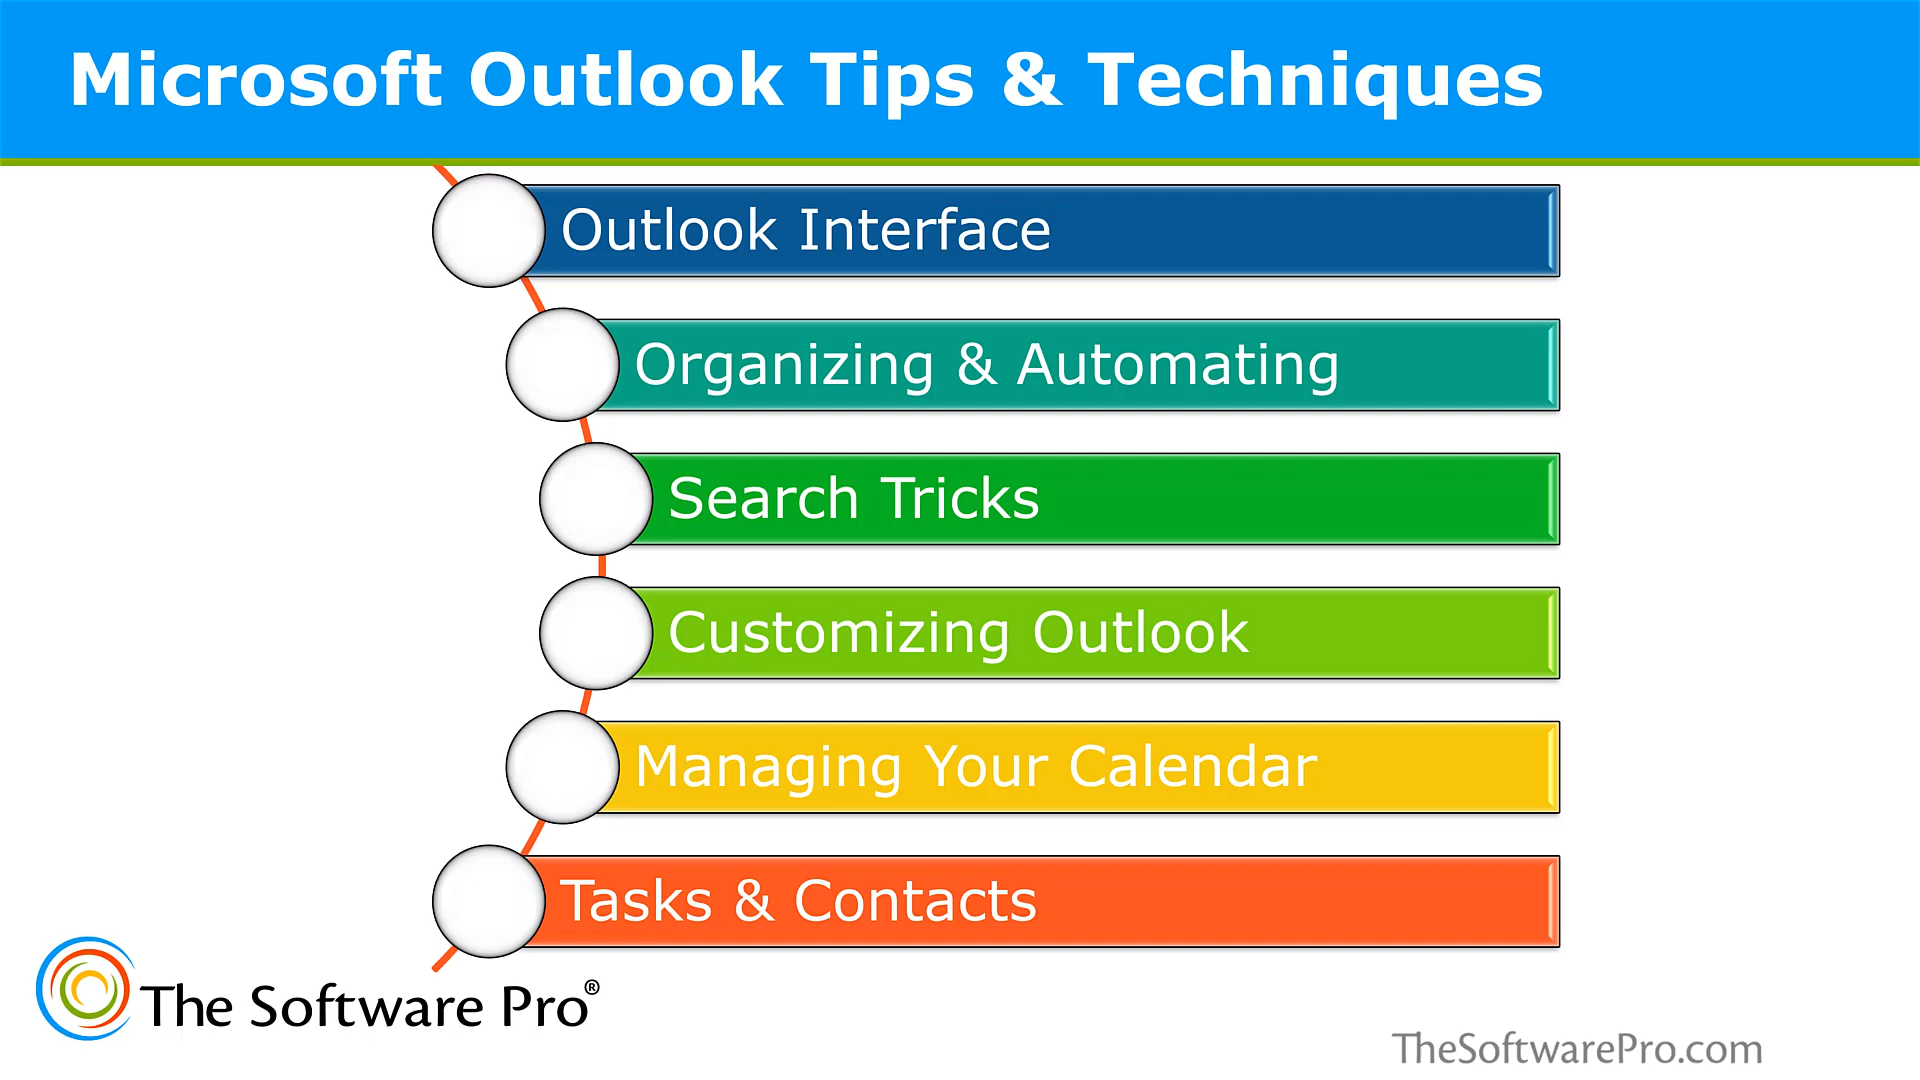 Microsoft Outlook Tips & Techniques
Outlook Interface
Organizing & Automating
Search Tricks
Customizing Outlook
Managing Your Calendar
Tasks & Contacts
The Software Pro®
TheSoftwarePro.com